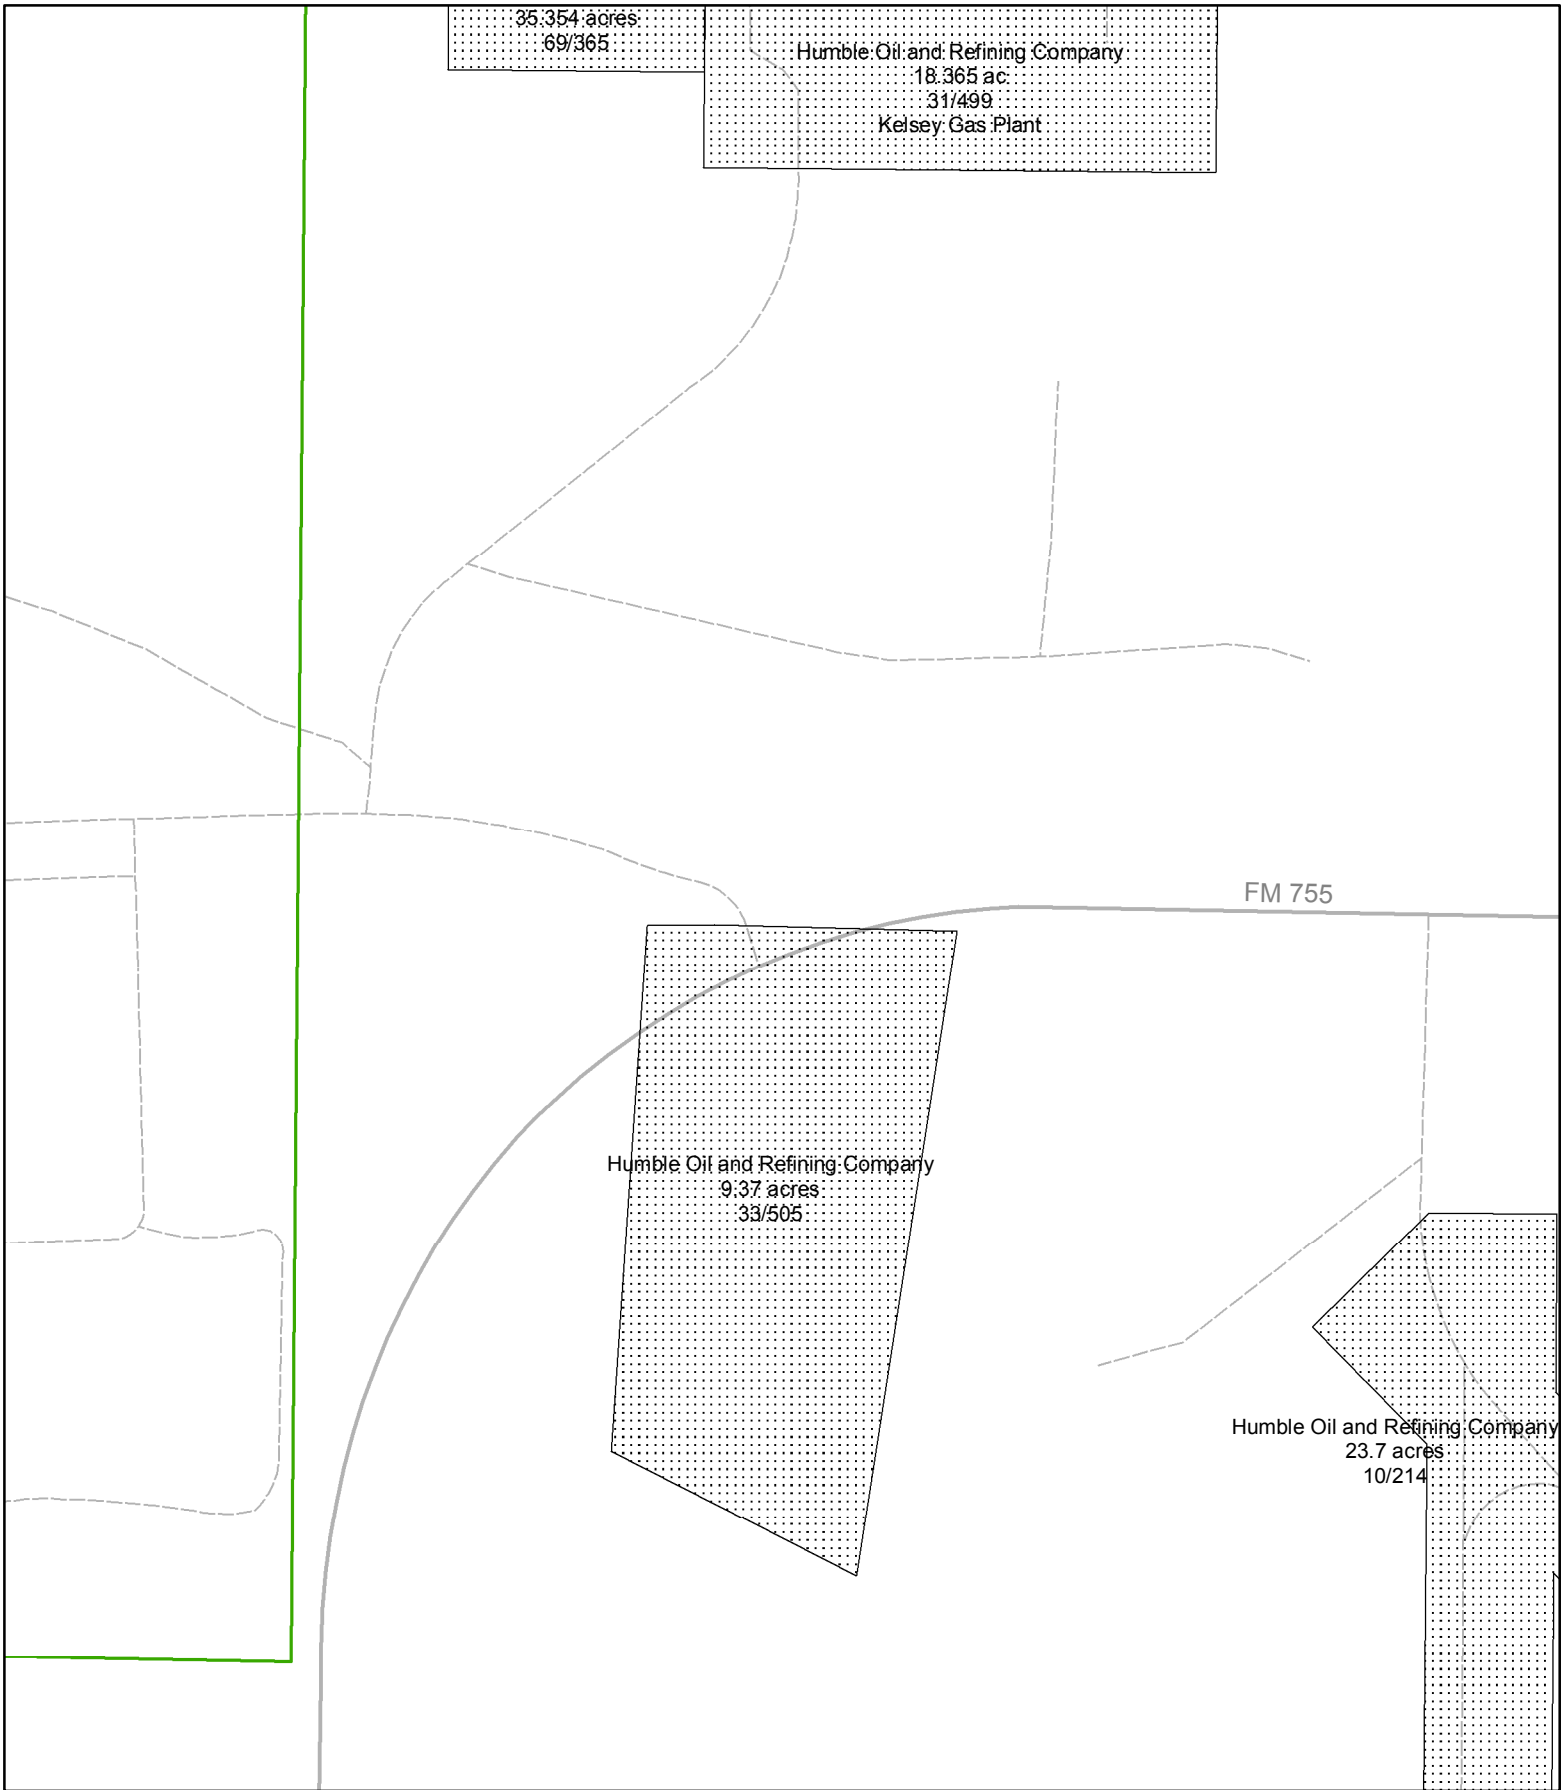 35.354 acres
69/365
Humble Oil and Refining Company
18.365 ac
31/499
Kelsey Gas Plant
FM 755
Humble Oil and Refining Company
9.37 acres
33/505
Humble Oil and Refining Company
23.7 acres
10/214